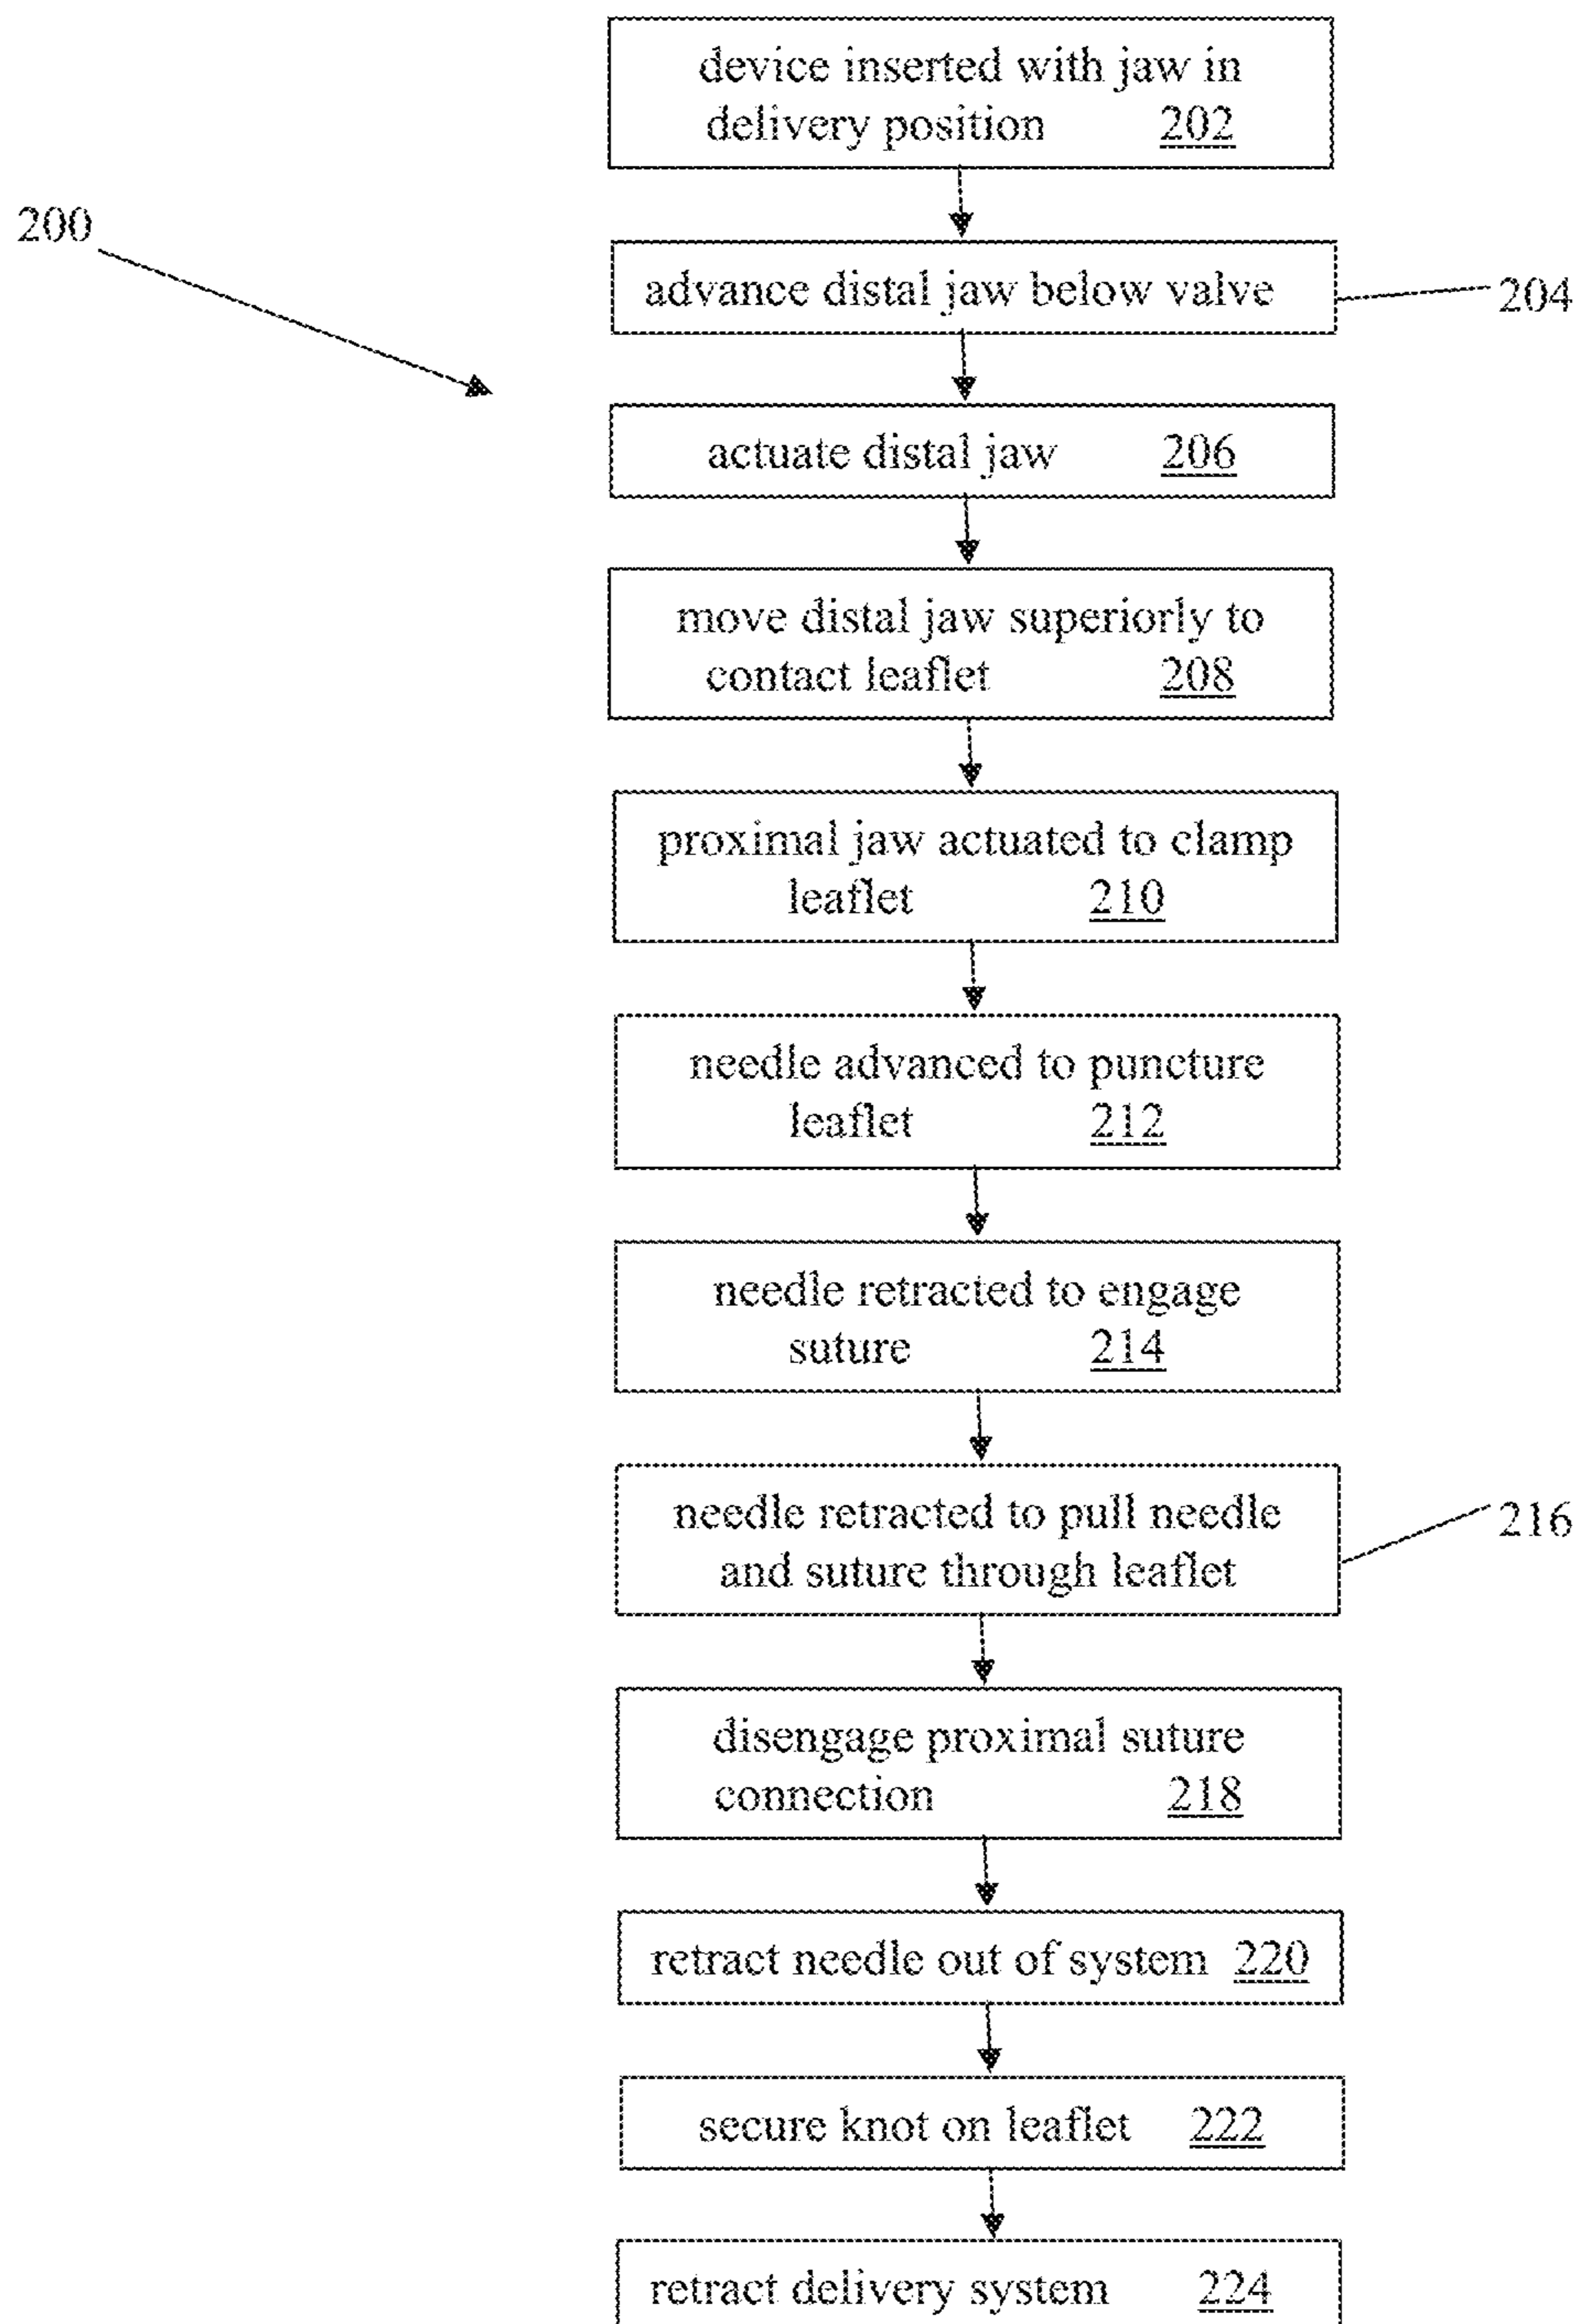 device inserted with jaw in
delivery position 202
200
advance distal jaw below valve
204
actuate distal jaw 206
move distal jaw superiorly to
contact leaflet 208
proximal jaw actuated to clamp
leaflet 210
needle advanced to puncture
leaflet 212
needle retracted to engage
suture 214
needle retracted to pull needle
and suture through leaflet
216
disengage proximal suture
connection 218
retract needle out of system 220
secure knot on leaflet 222
retract delivery system 224